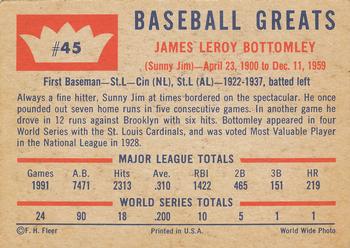 #45
BASEBALL GREATS
JAMES LEROY BOTTOMLEY
(Sunny Jim)—April 23, 1900 to Dec. 11, 1959
First Baseman—St.L—Cin (NL), St.L (AL)—1922-1937, batted left
Always a fine hitter, Sunny Jim at times bordered on the spectacular. He once
pounded out seven home runs in five consecutive games. In another game he
drove in 12 runs against Brooklyn with six hits. Bottomley appeared in four
World Series with the St. Louis Cardinals, and was voted Most Valuable Player
in the National League in 1928.
MAJOR LEAGUE TOTALS
Games A.B. Hits Av. RBI 2B 3B HR
1991 7471 2313 .310 1422 465 151 219
WORLD SERIES TOTALS
24 90 18 .200 10 5 1 1
©F. H. Fleer Printed in U.S.A. World Wide Photo